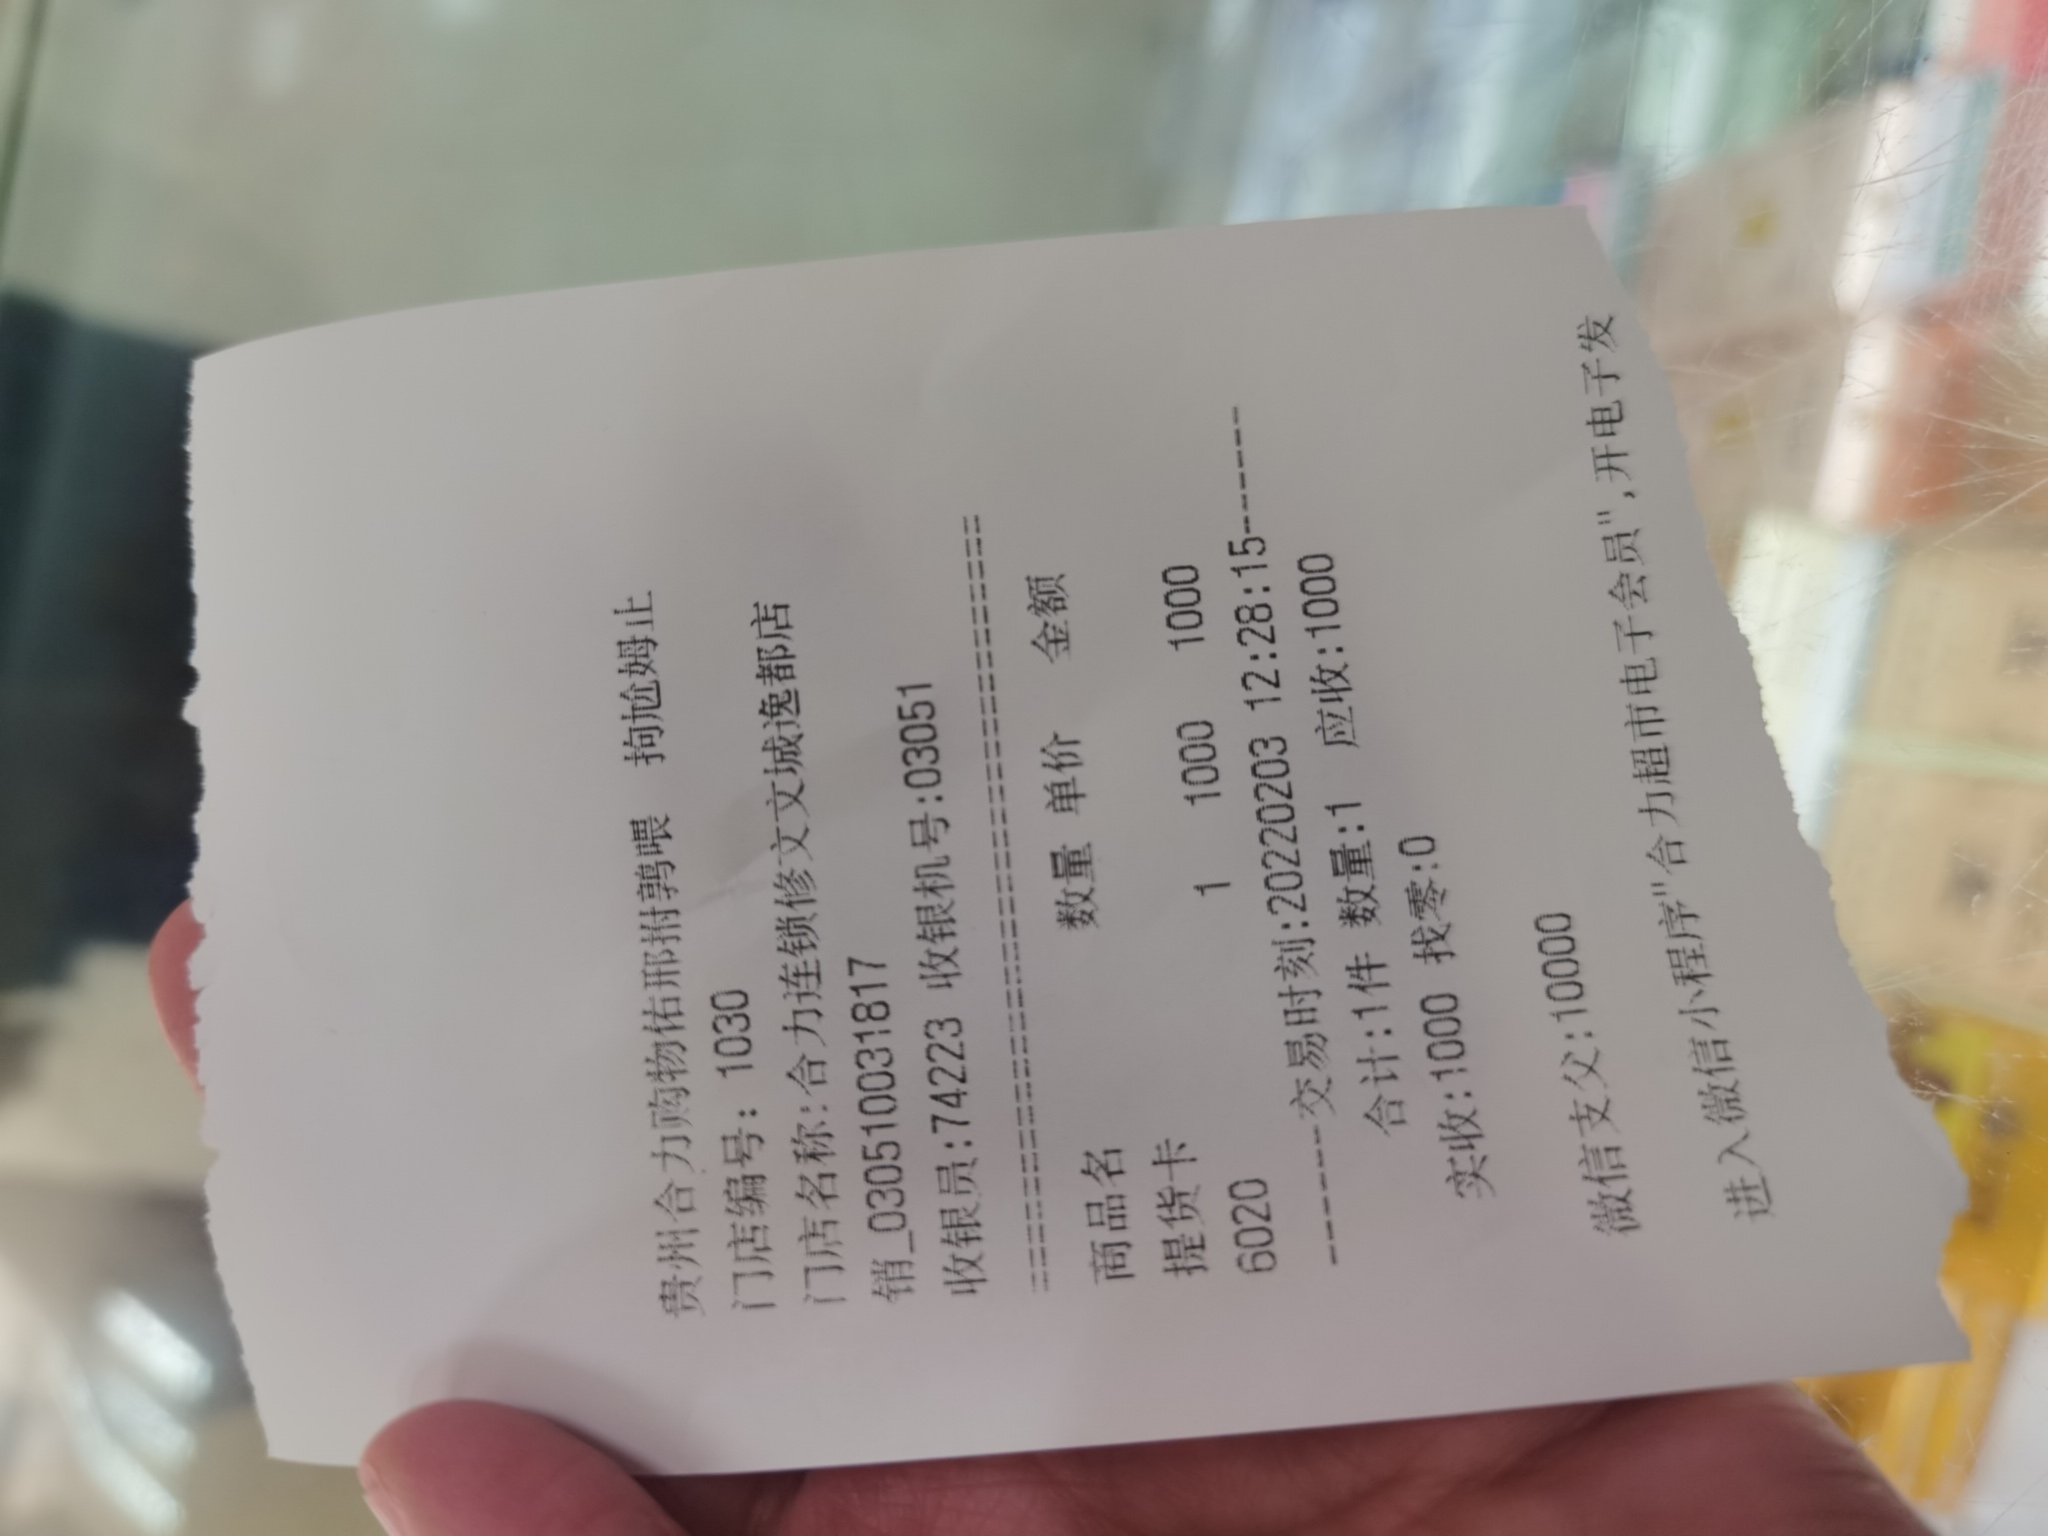 贵州合力购物佑邢拊鹑喂 拘尬姆止
门店编号: 1030
门店名称:合力连锁修文文城逸都店
销_03051003181​7
收银员:74223 收银机号:03051
================================
商品名 数量 单价 金额
提货卡
6020 1 1000 1000
------交易时刻:20220203 12:28:15------
合计:1件 数量:1 应收:1000
实收:1000 找零:0
微信支父:10000
进入微信小程序"合力超市电子会员",开电子发